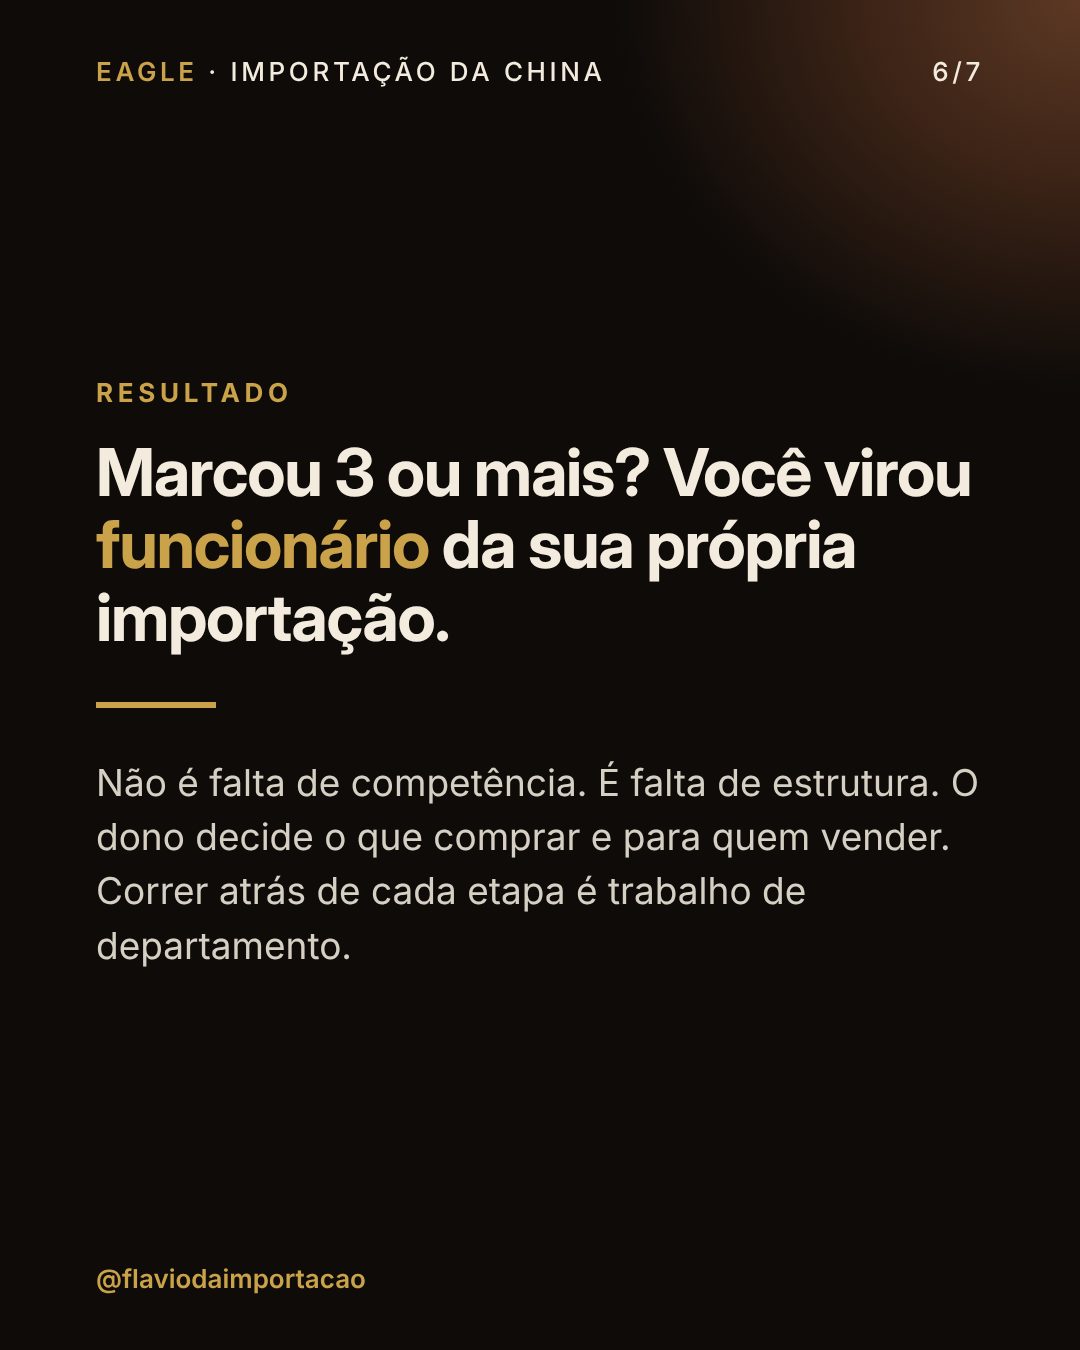 EAGLE · IMPORTAÇÃO DA CHINA
6/7
RESULTADO
Marcou 3 ou mais? Você virou
funcionário da sua própria
importação.
Não é falta de competência. É falta de estrutura. O
dono decide o que comprar e para quem vender.
Correr atrás de cada etapa é trabalho de
departamento.
@flaviodaimportacao